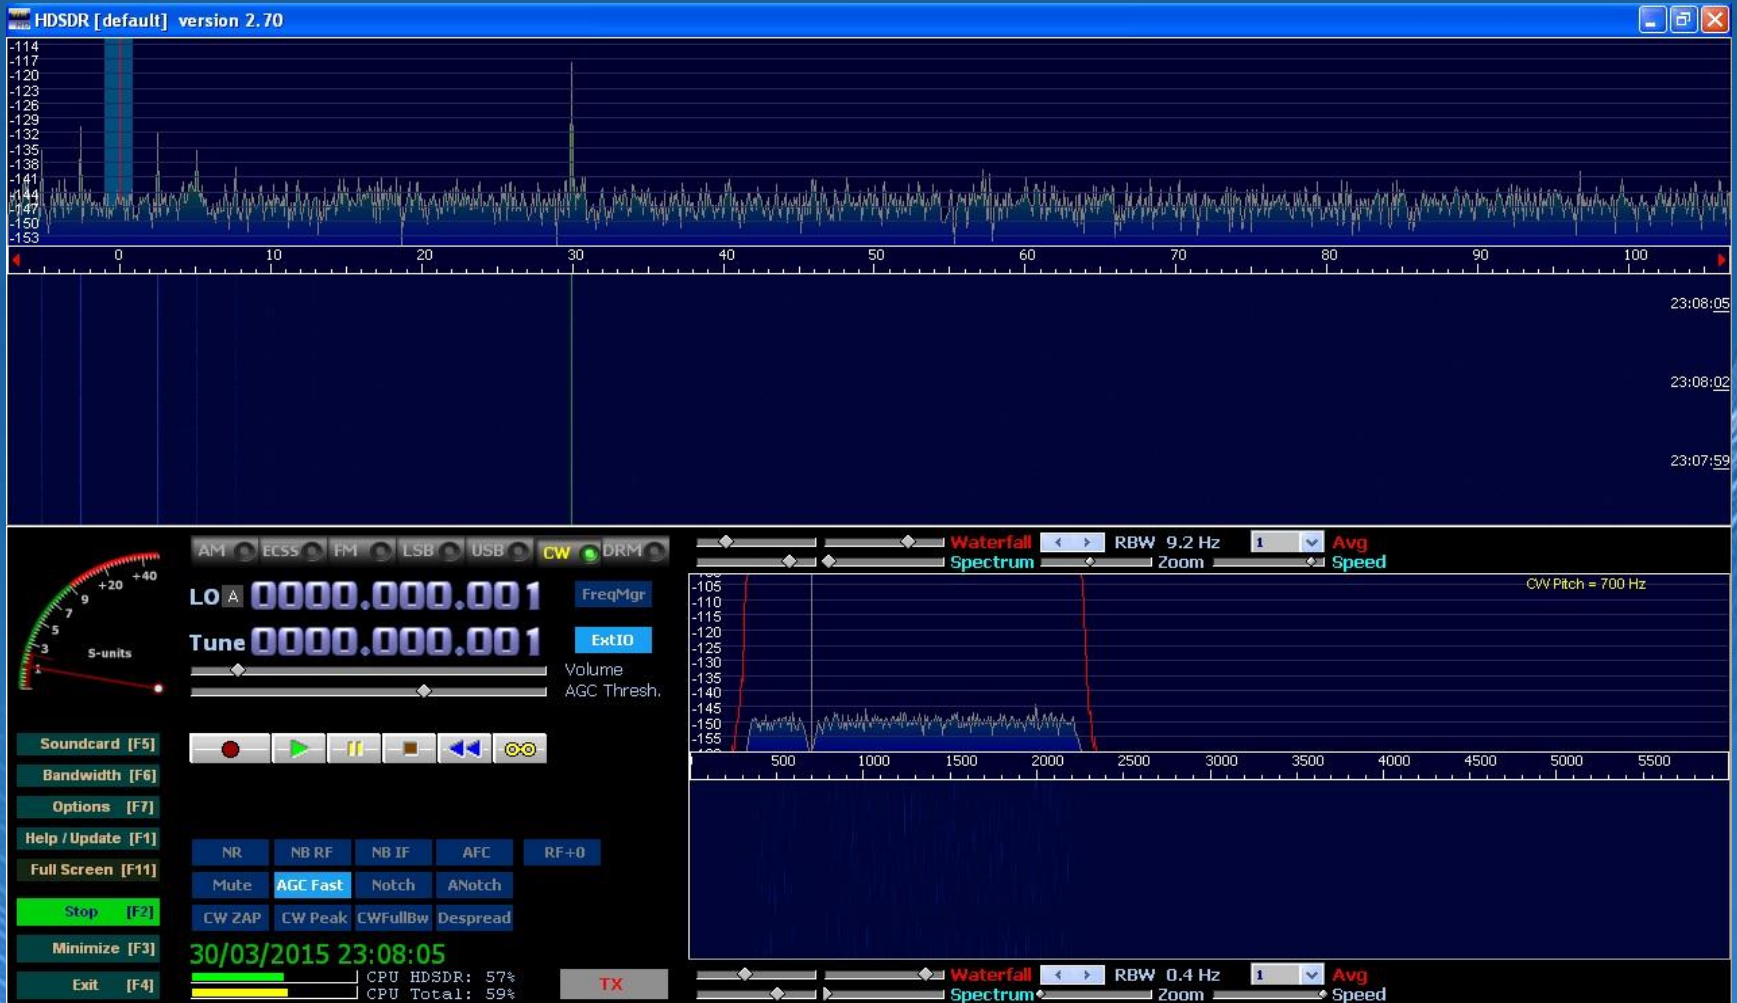 HDSDR [default] version 2.70
-114
-117
-120
-123
-126
-129
-132
-135
-138
-141
-144
-147
-150
-153
0 10 20 30 40 50 60 70 80 90 100
23:08:05
23:08:02
23:07:59
AM ECSS FM LSB USB CW DRM
Waterfall < > RBW 9.2 Hz 1 Avg
Spectrum Zoom Speed
+20 +40
9
7
5
3
1
S-units
LO A 0000.000.001 FreqMgr
Tune 0000.000.001 ExtIO
Volume
AGC Thresh.
CW Pitch = 700 Hz
-105
-110
-115
-120
-125
-130
-135
-140
-145
-150
-155
500 1000 1500 2000 2500 3000 3500 4000 4500 5000 5500
Soundcard [F5]
Bandwidth [F6]
Options [F7]
Help / Update [F1]
Full Screen [F11]
Stop [F2]
Minimize [F3]
Exit [F4]
NR NB RF NB IF AFC RF+0
Mute AGC Fast Notch ANotch
CW ZAP CW Peak CWFullBw Despread
30/03/2015 23:08:05
CPU HDSDR: 57%
CPU Total: 59%
TX
Waterfall < > RBW 0.4 Hz 1 Avg
Spectrum Zoom Speed